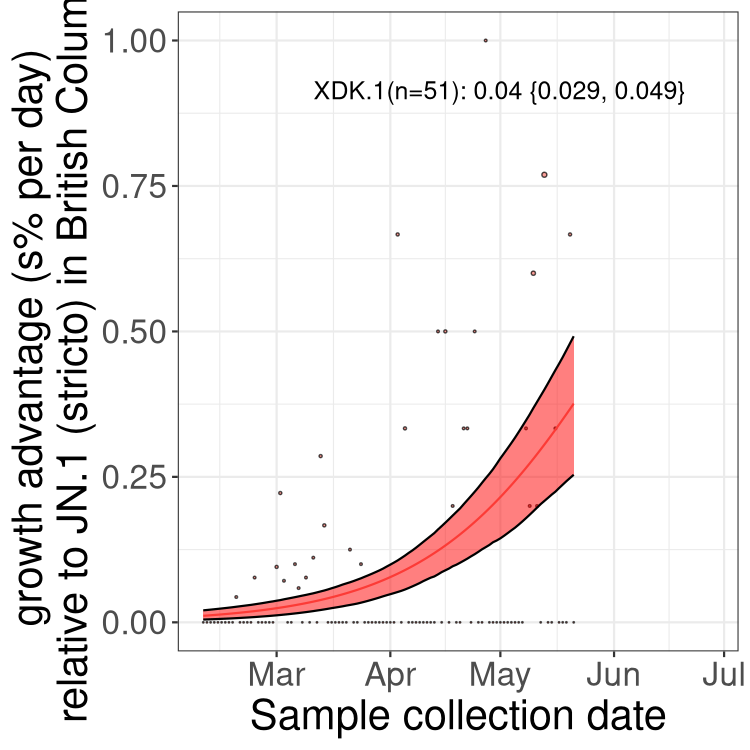 growth advantage (s% per day)
relative to JN.1 (stricto) in British Colum
1.00
0.75
0.50
0.25
0.00
XDK.1(n=51): 0.04 {0.029, 0.049}
Mar
Apr
May
Jun
Jul
Sample collection date